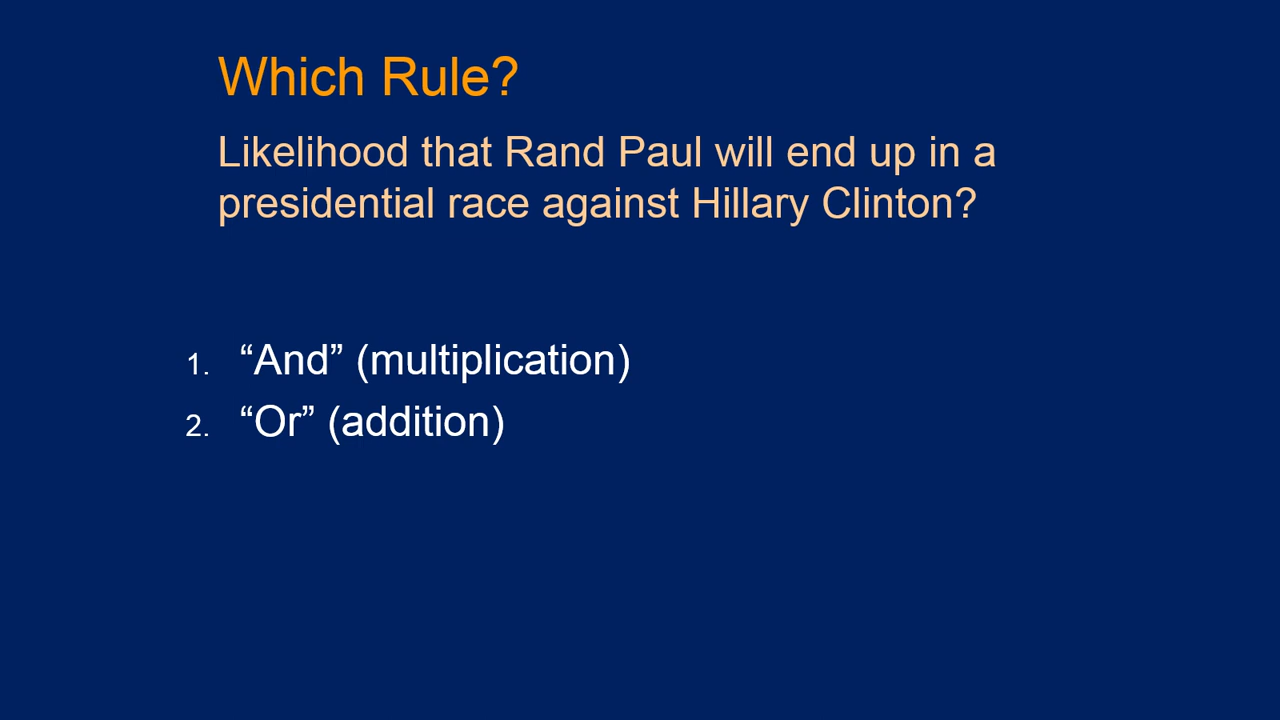 Which Rule?
Likelihood that Rand Paul will end up in a
presidential race against Hillary Clinton?
1. “And” (multiplication)
2. “Or” (addition)